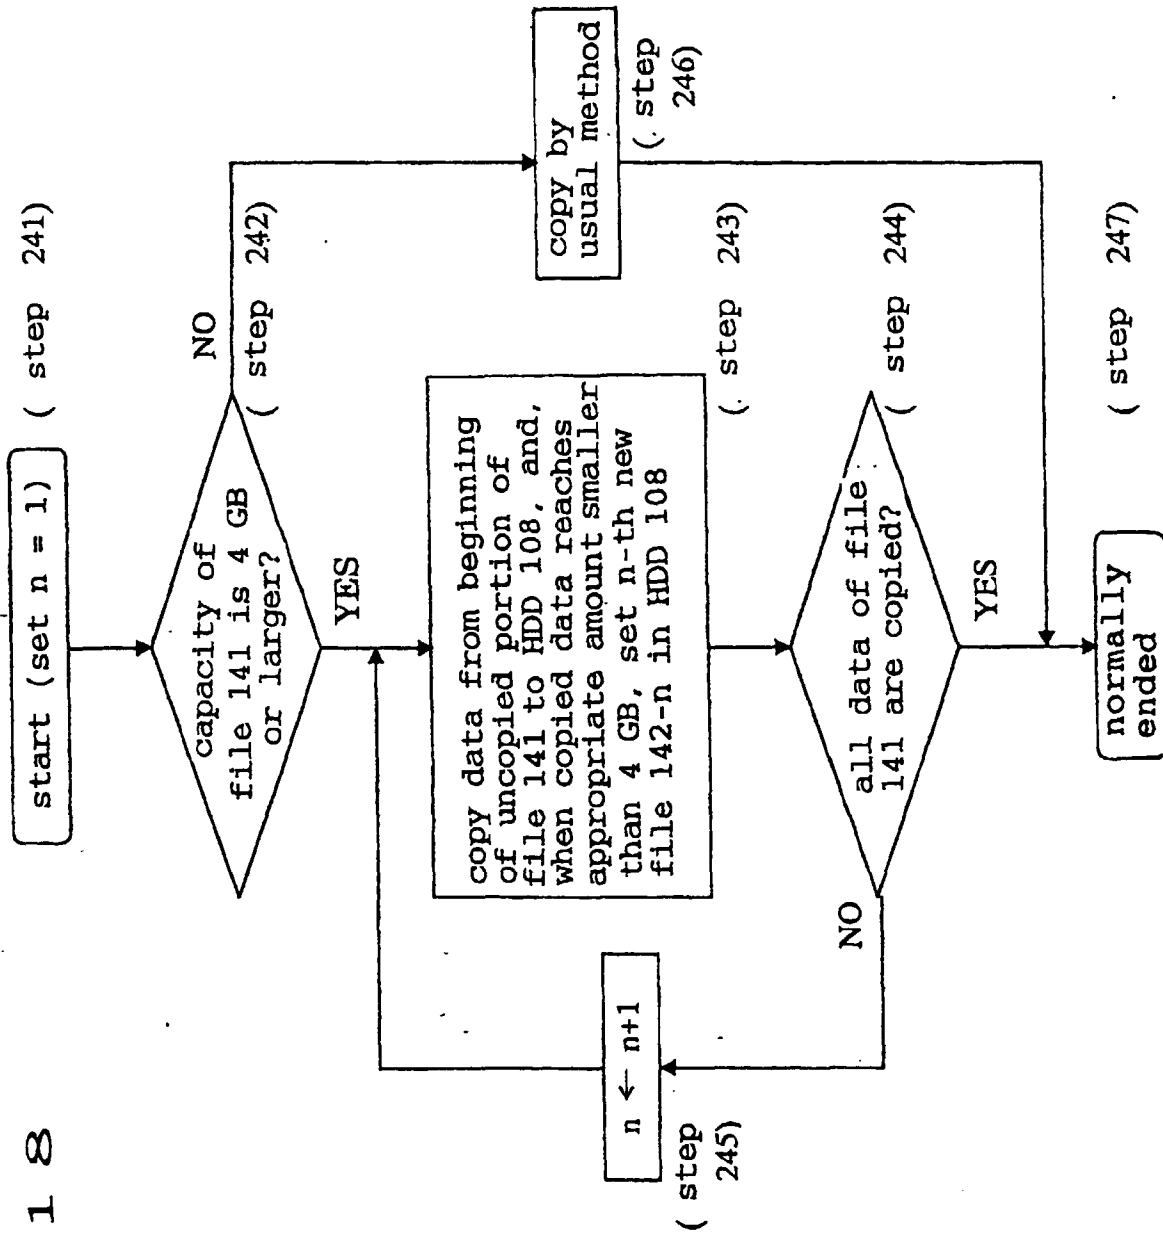 1 8
start (set n = 1)
( step 241)
capacity of
file 141 is 4 GB
or larger?
( step 242)
NO
YES
copy by
usual method
(. step
246)
copy data from beginning
of uncopied portion of
file 141 to HDD 108, and,
when copied data reaches
appropriate amount smaller
than 4 GB, set n-th new
file 142-n in HDD 108
(. step 243)
all data of file
141 are copied?
( step 244)
NO
YES
n ← n+1
( step
245)
normally
ended
( step 247)